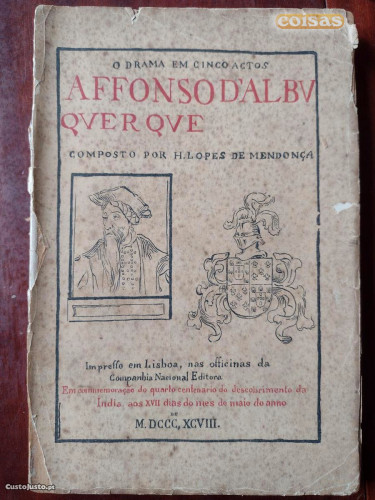 coisas
O DRAMA EM CINCO ACTOS
AFFONSO D'ALBV
QVERQVE
COMPOSTO POR H. LOPES DE MENDONÇA
Impresso em Lisboa, nas officinas da
Companhia Nacional Editora
Em commemoração do quarto centenario do descobrimento da
India aos XVII dias do mes de maio do anno
DE
M.DCCC,XCVIII.
CustoJusto.pt